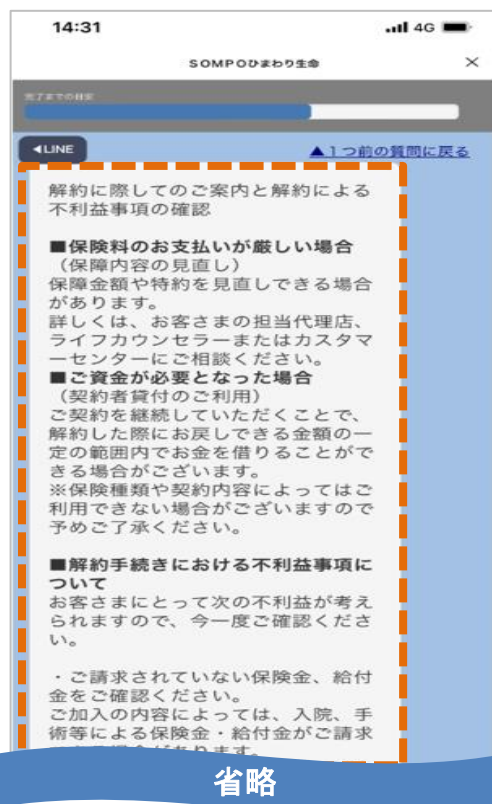 14:31
4G
SOMPOひまわり生命
×
完了までの目安
◀LINE
▲1つ前の質問に戻る
解約に際してのご案内と解約による
不利益事項の確認
■保険料のお支払いが厳しい場合
（保障内容の見直し）
保障金額や特約を見直しできる場合
があります。
詳しくは、お客さまの担当代理店、
ライフカウンセラーまたはカスタマ
ーセンターにご相談ください。
■ご資金が必要となった場合
（契約者貸付のご利用）
ご契約を継続していただくことで、
解約した際にお戻しできる金額の一
定の範囲内でお金を借りることがで
きる場合がございます。
※保険種類や契約内容によってはご
利用できない場合がございますので
予めご了承ください。
■解約手続きにおける不利益事項に
ついて
お客さまにとって次の不利益が考え
られますので、今一度ご確認くださ
い。
・ご請求されていない保険金、給付
金をご確認ください。
ご加入の内容によっては、入院、手
術等による保険金・給付金がご請求
省略